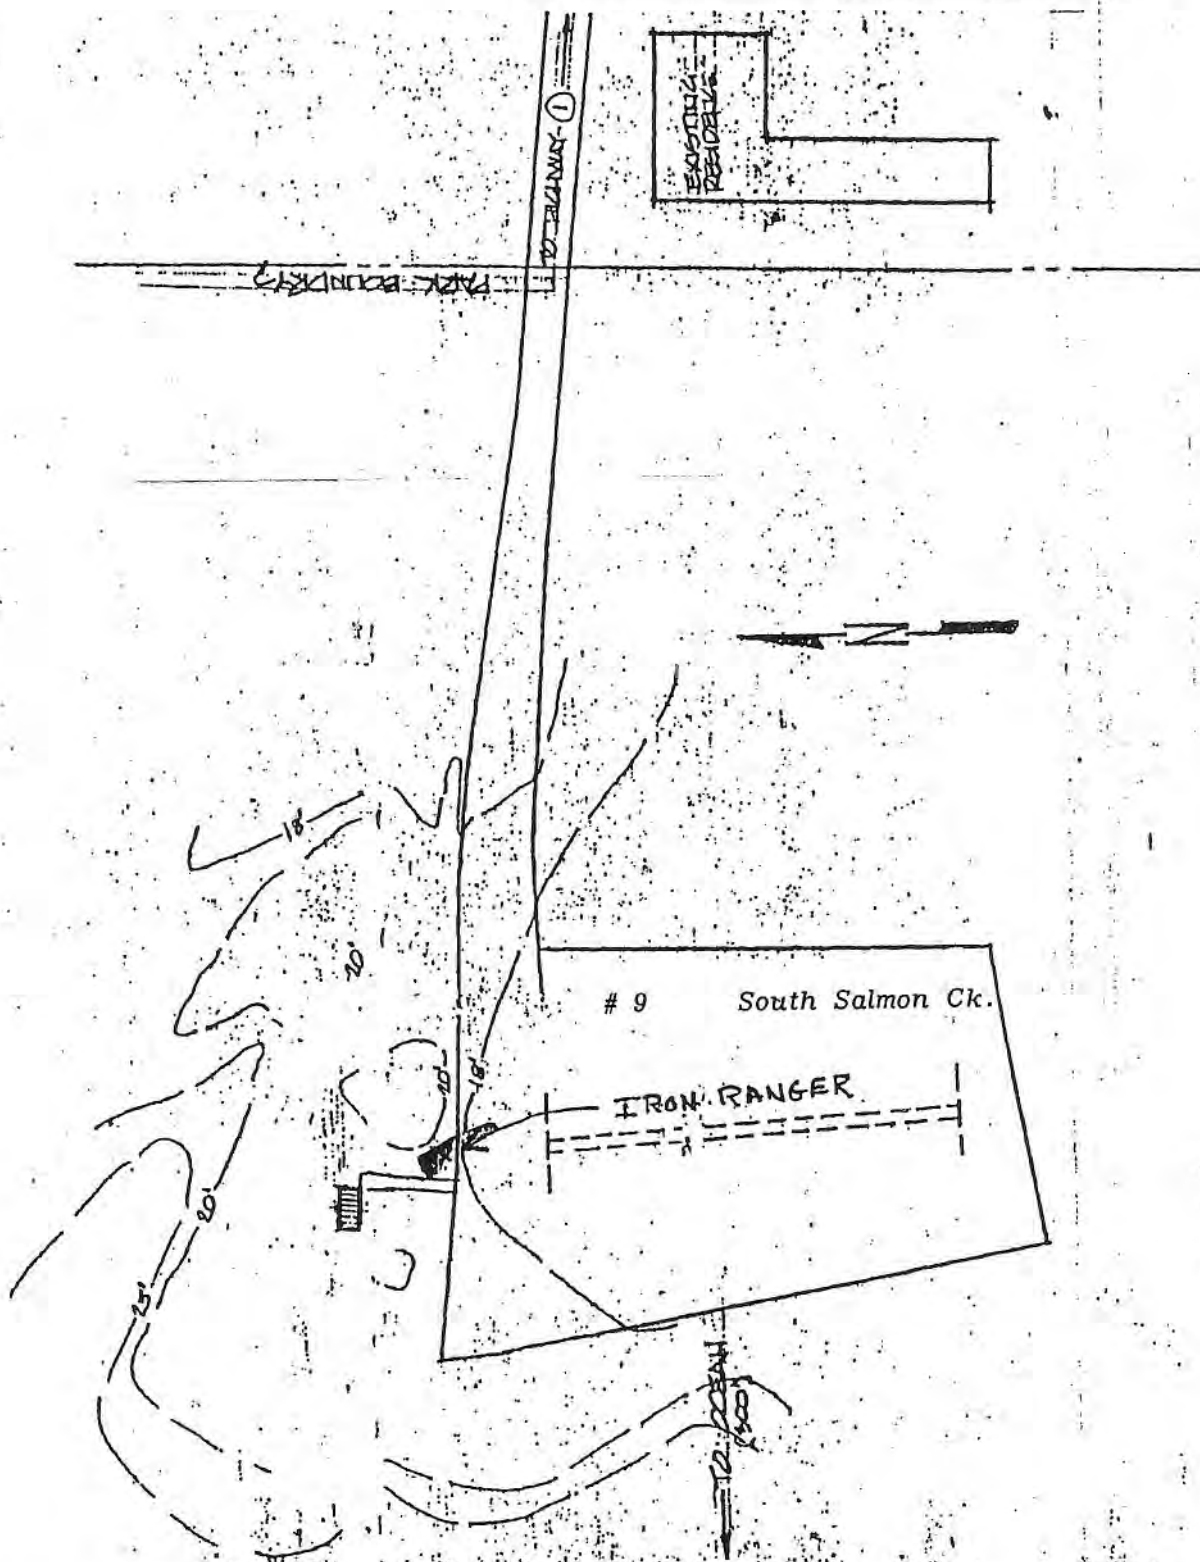 TO HIGHWAY 1
EXISTING
RESIDENCE
PARK BOUNDRY?
N
18'
20'
# 9 South Salmon Ck.
20'
18'
IRON RANGER
20'
25'
TO OCEAN